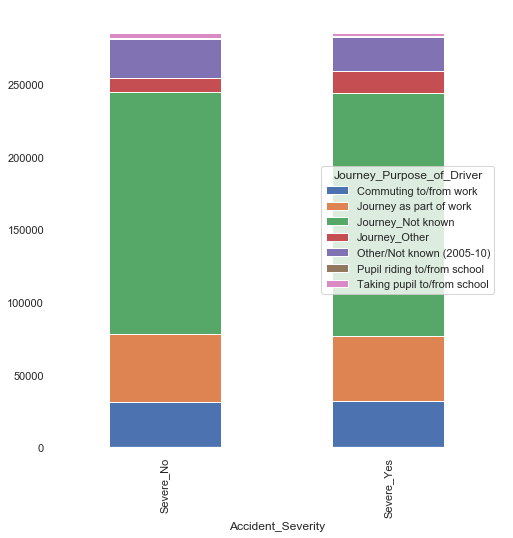 250000
200000
150000
100000
50000
0
Journey_Purpose_of_Driver
Commuting to/from work
Journey as part of work
Journey_Not known
Journey_Other
Other/Not known (2005-10)
Pupil riding to/from school
Taking pupil to/from school
Severe_No
Severe_Yes
Accident_Severity